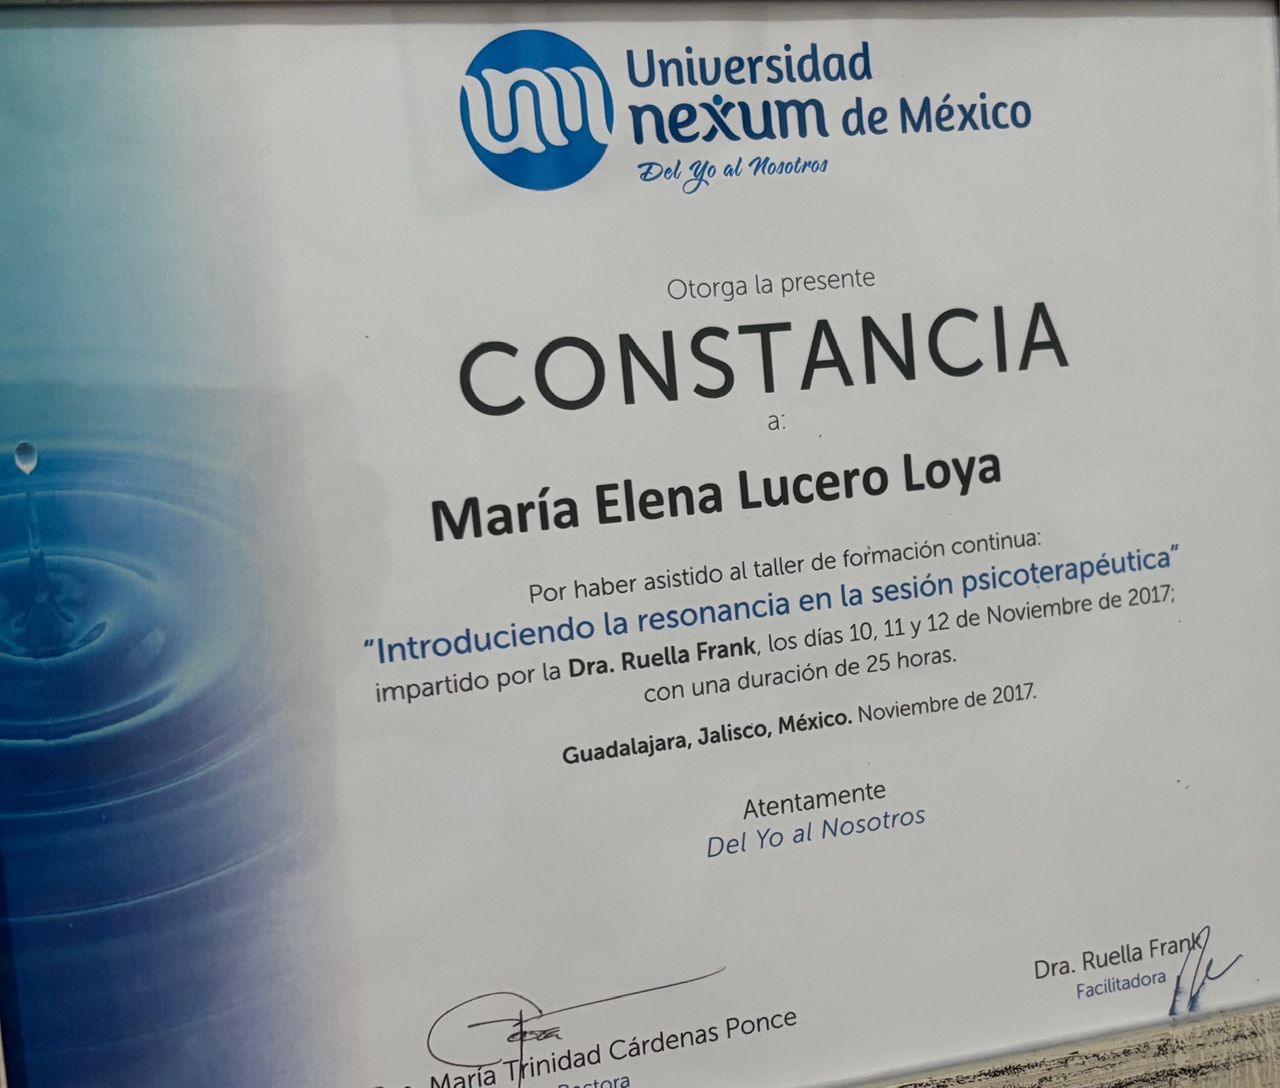 Universidad
nexum de México
Del Yo al Nosotros
Otorga la presente
CONSTANCIA
a:
María Elena Lucero Loya
Por haber asistido al taller de formación continua:
“Introduciendo la resonancia en la sesión psicoterapéutica”
impartido por la Dra. Ruella Frank, los días 10, 11 y 12 de Noviembre de 2017;
con una duración de 25 horas.
Guadalajara, Jalisco, México. Noviembre de 2017.
Atentamente
Del Yo al Nosotros
Dra. Ruella Frank
Facilitadora
María Trinidad Cárdenas Ponce